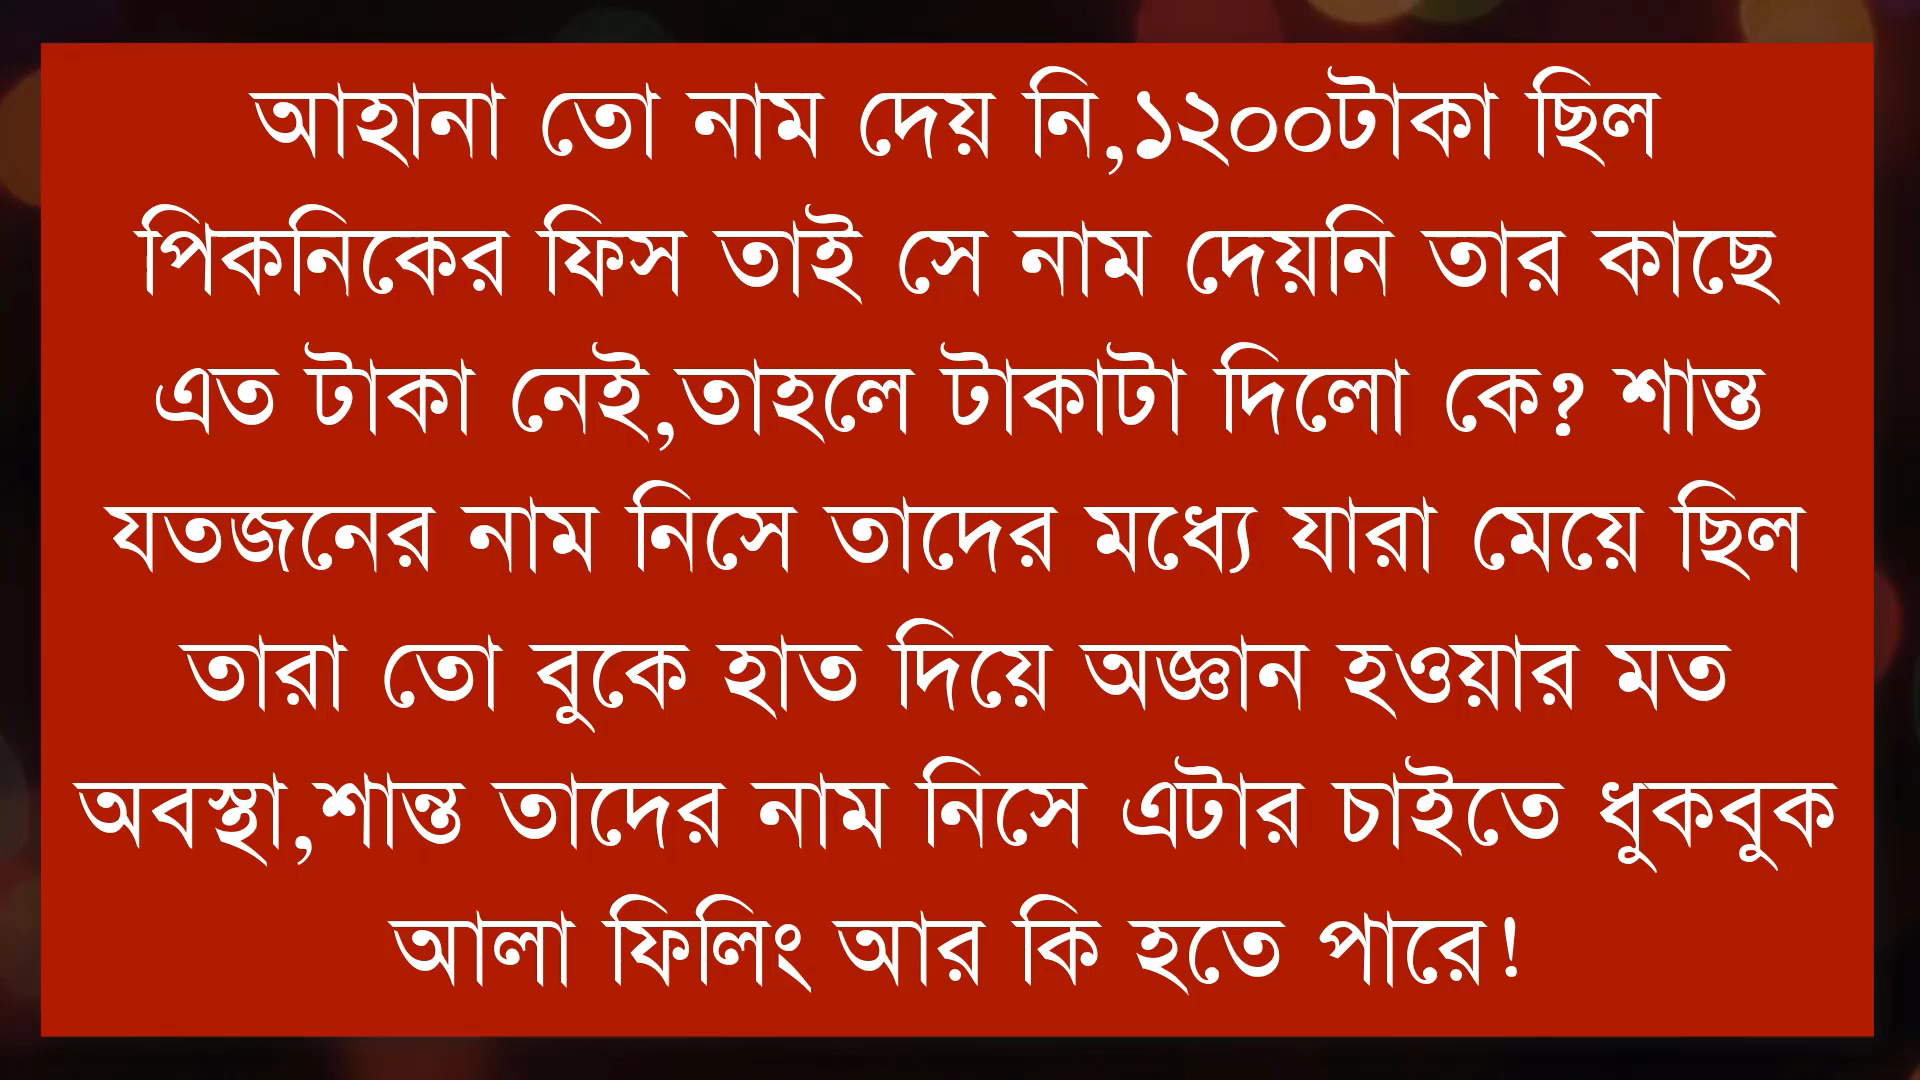 আহানা তো নাম দেয় নি,১২০০টাকা ছিল
পিকনিকের ফিস তাই সে নাম দেয়নি তার কাছে
এত টাকা নেই,তাহলে টাকাটা দিলো কে? শান্ত
যতজনের নাম নিসে তাদের মধ্যে যারা মেয়ে ছিল
তারা তো বুকে হাত দিয়ে অজ্ঞান হওয়ার মত
অবস্থা,শান্ত তাদের নাম নিসে এটার চাইতে ধুকবুক
আলা ফিলিং আর কি হতে পারে!